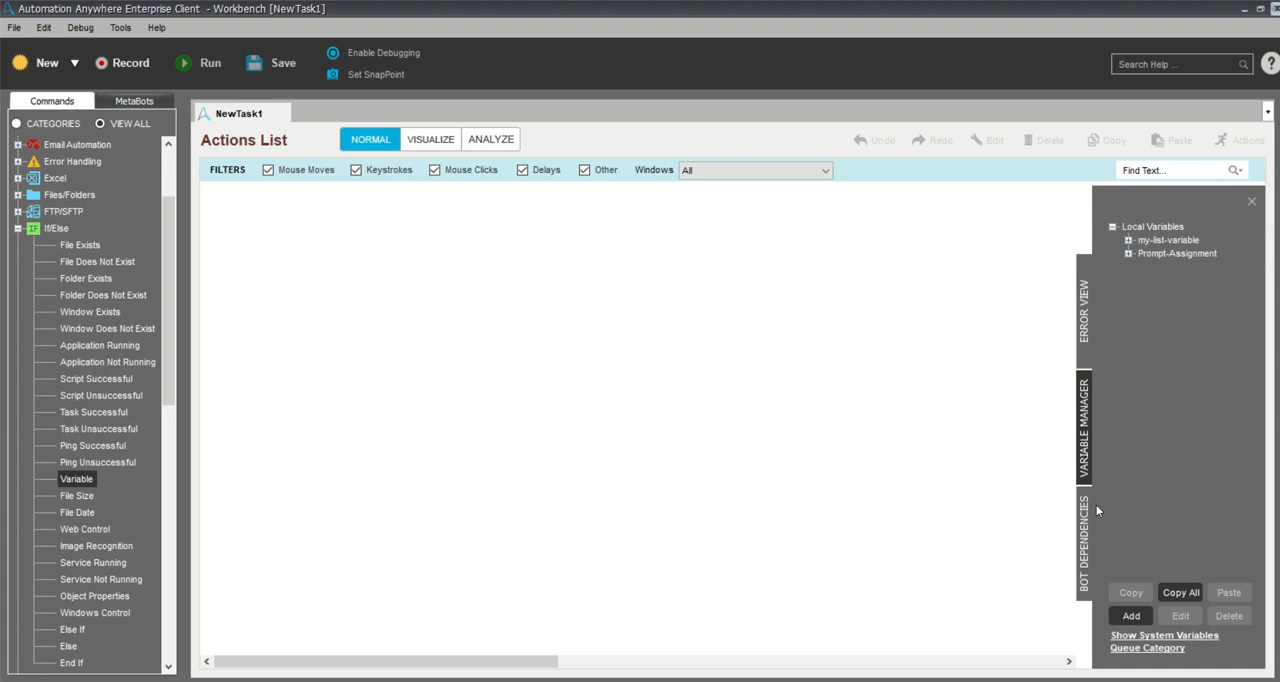 Automation Anywhere Enterprise Client - Workbench [NewTask1]
File Edit Debug Tools Help
New Record Run Save
Enable Debugging
Set SnapPoint
Search Help ...
?
Commands MetaBots
CATEGORIES VIEW ALL
Email Automation
Error Handling
Excel
Files/Folders
FTP/SFTP
IF If/Else
File Exists
File Does Not Exist
Folder Exists
Folder Does Not Exist
Window Exists
Window Does Not Exist
Application Running
Application Not Running
Script Successful
Script Unsuccessful
Task Successful
Task Unsuccessful
Ping Successful
Ping Unsuccessful
Variable
File Size
File Date
Web Control
Image Recognition
Service Running
Service Not Running
Object Properties
Windows Control
Else If
Else
End If
NewTask1
Actions List
NORMAL VISUALIZE ANALYZE
Undo Redo Edit Delete Copy Paste Actions
FILTERS Mouse Moves Keystrokes Mouse Clicks Delays Other Windows All
Find Text...
ERROR VIEW
VARIABLE MANAGER
BOT DEPENDENCIES
Local Variables
my-list-variable
Prompt-Assignment
Copy Copy All Paste
Add Edit Delete
Show System Variables
Queue Category